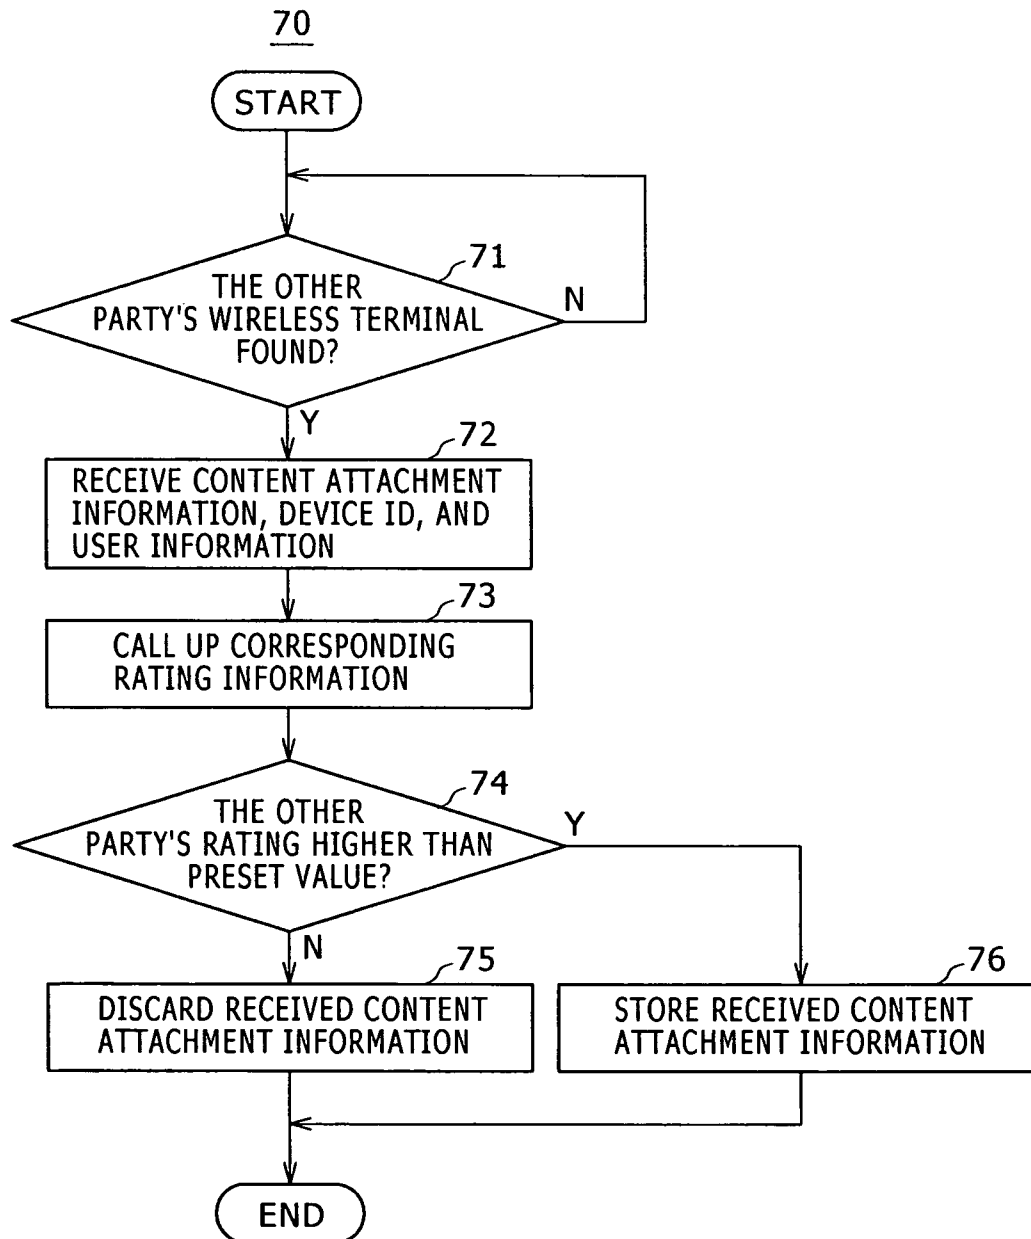 70
START
71
THE OTHER
PARTY'S WIRELESS TERMINAL
FOUND?
N
Y
72
RECEIVE CONTENT ATTACHMENT
INFORMATION, DEVICE ID, AND
USER INFORMATION
73
CALL UP CORRESPONDING
RATING INFORMATION
74
THE OTHER
PARTY'S RATING HIGHER THAN
PRESET VALUE?
Y
N
75
DISCARD RECEIVED CONTENT
ATTACHMENT INFORMATION
76
STORE RECEIVED CONTENT
ATTACHMENT INFORMATION
END